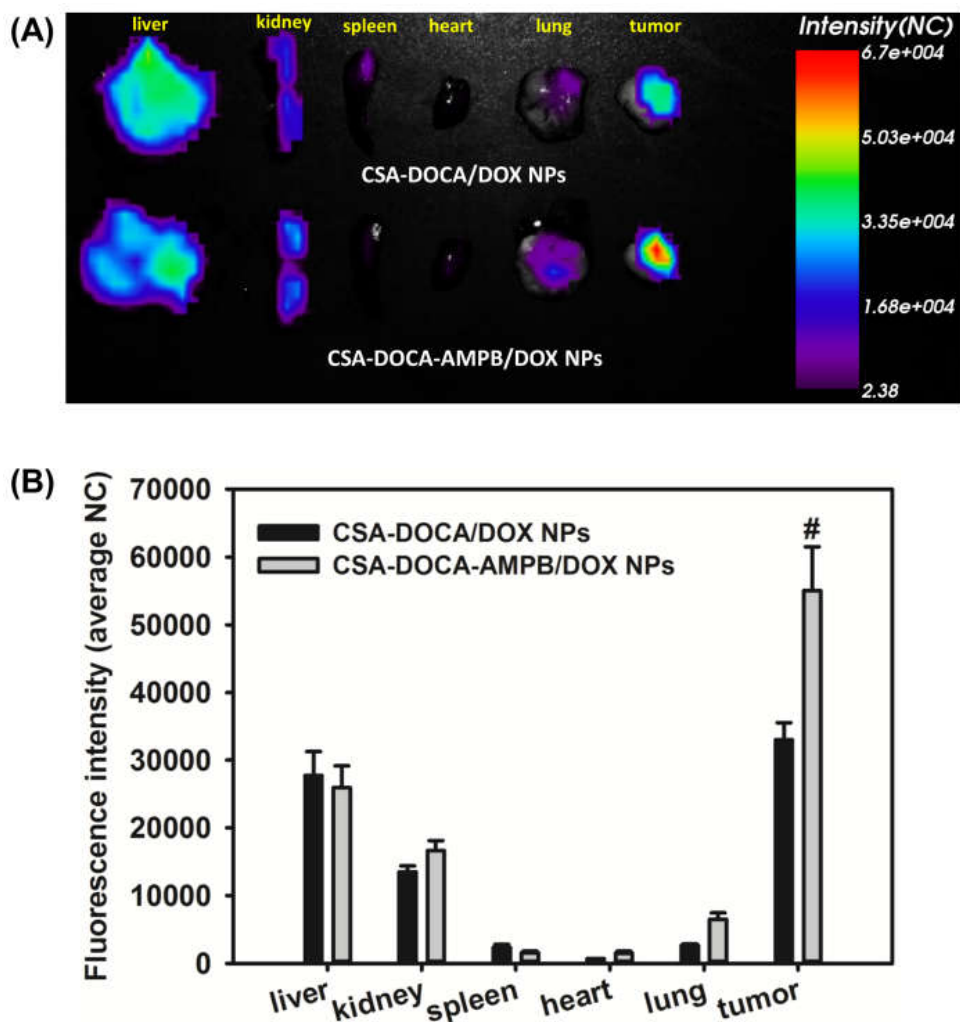 (A)
liver kidney spleen heart lung tumor
Intensity(NC)
6.7e+004
5.03e+004
3.35e+004
1.68e+004
2.38
CSA-DOCA/DOX NPs
CSA-DOCA-AMPB/DOX NPs
(B)
Fluorescence intensity (average NC)
70000
60000
50000
40000
30000
20000
10000
0
CSA-DOCA/DOX NPs
CSA-DOCA-AMPB/DOX NPs
#
liver kidney spleen heart lung tumor